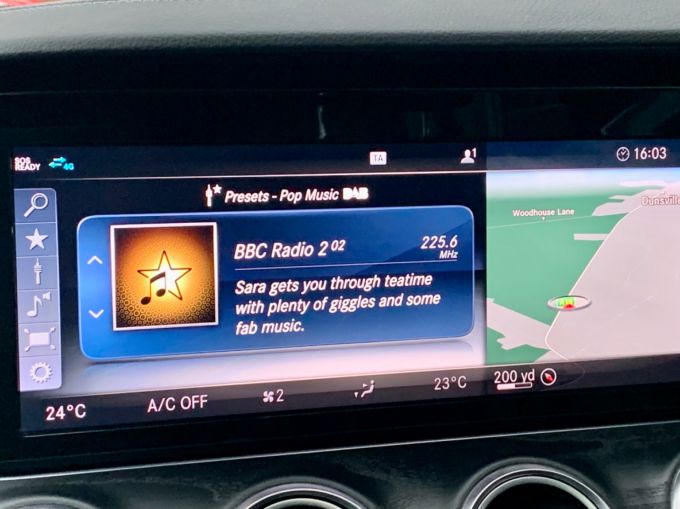 SOS
READY
4G
TA
1
16:03
Presets - Pop Music DAB
BBC Radio 2 02
225.6
MHz
Sara gets you through teatime
with plenty of giggles and some
fab music.
Woodhouse Lane
24°C
A/C OFF
2
23°C
200 yd